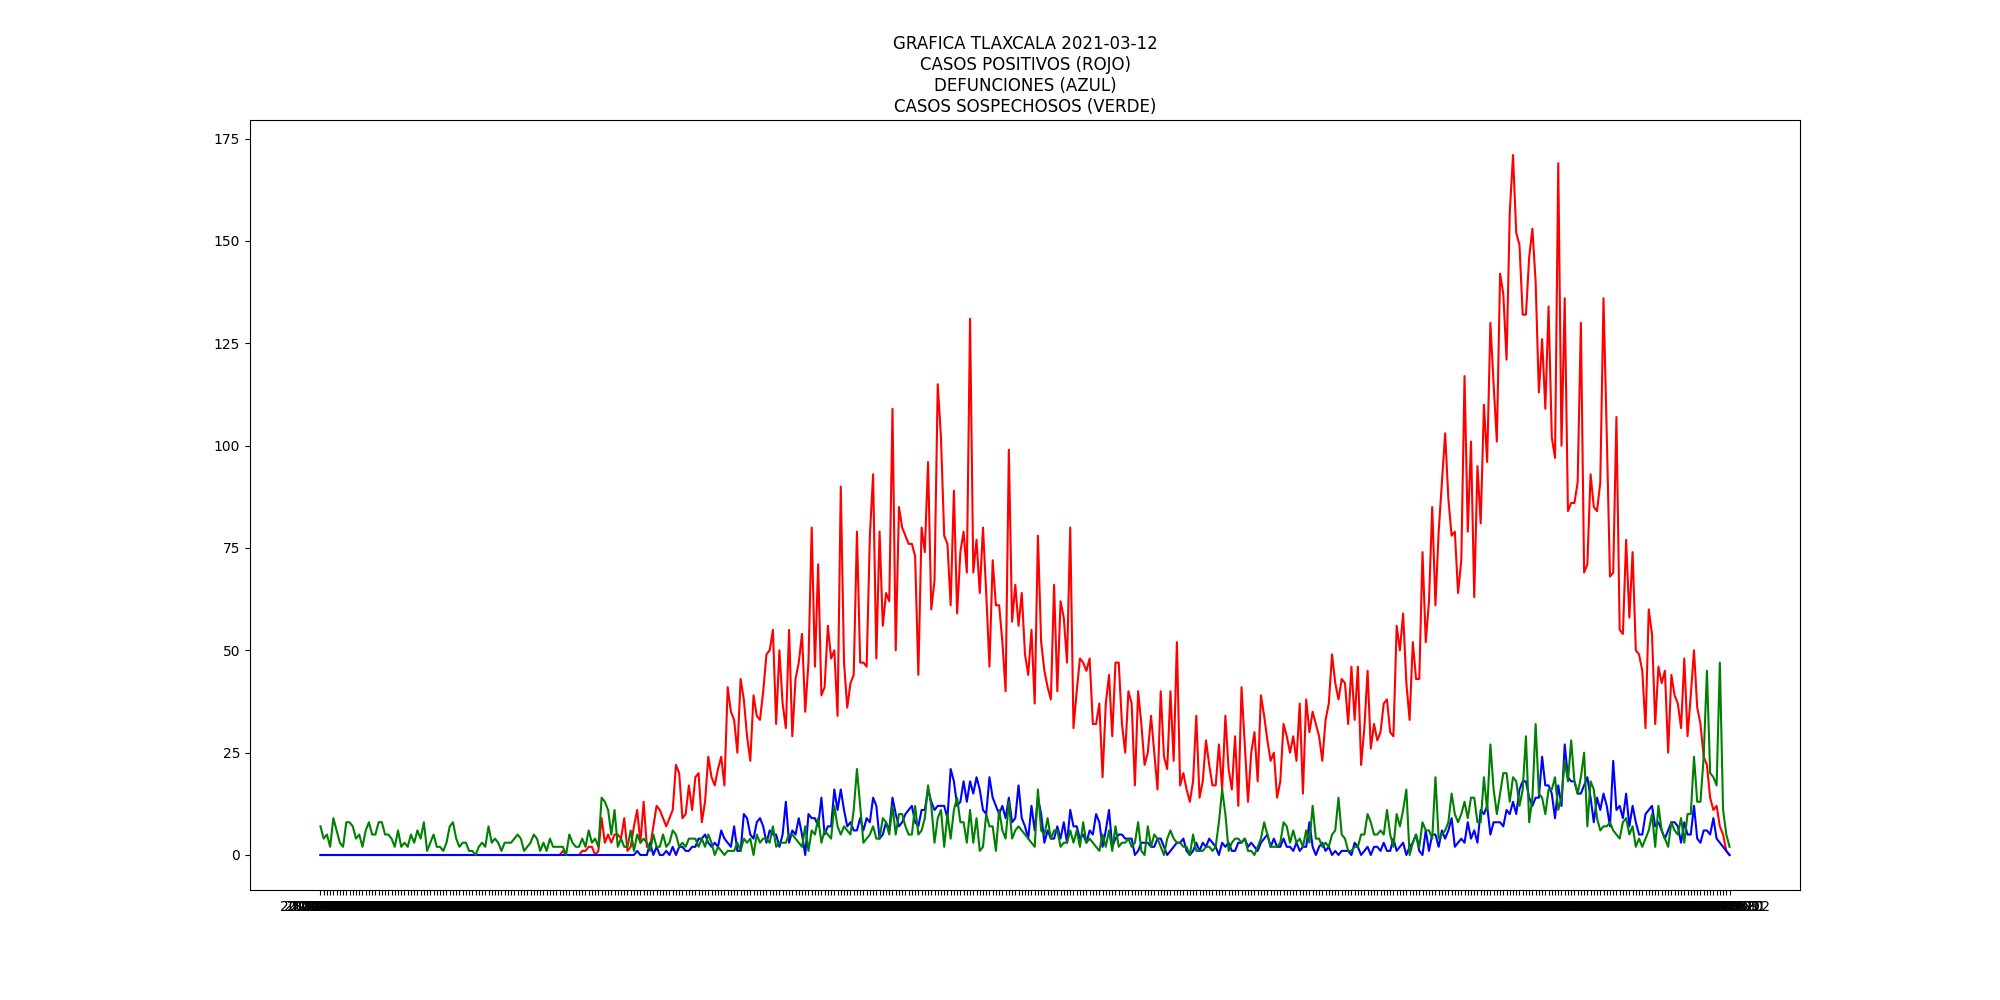 GRAFICA TLAXCALA 2021-03-12
CASOS POSITIVOS (ROJO)
DEFUNCIONES (AZUL)
CASOS SOSPECHOSOS (VERDE)
175
150
125
100
75
50
25
0